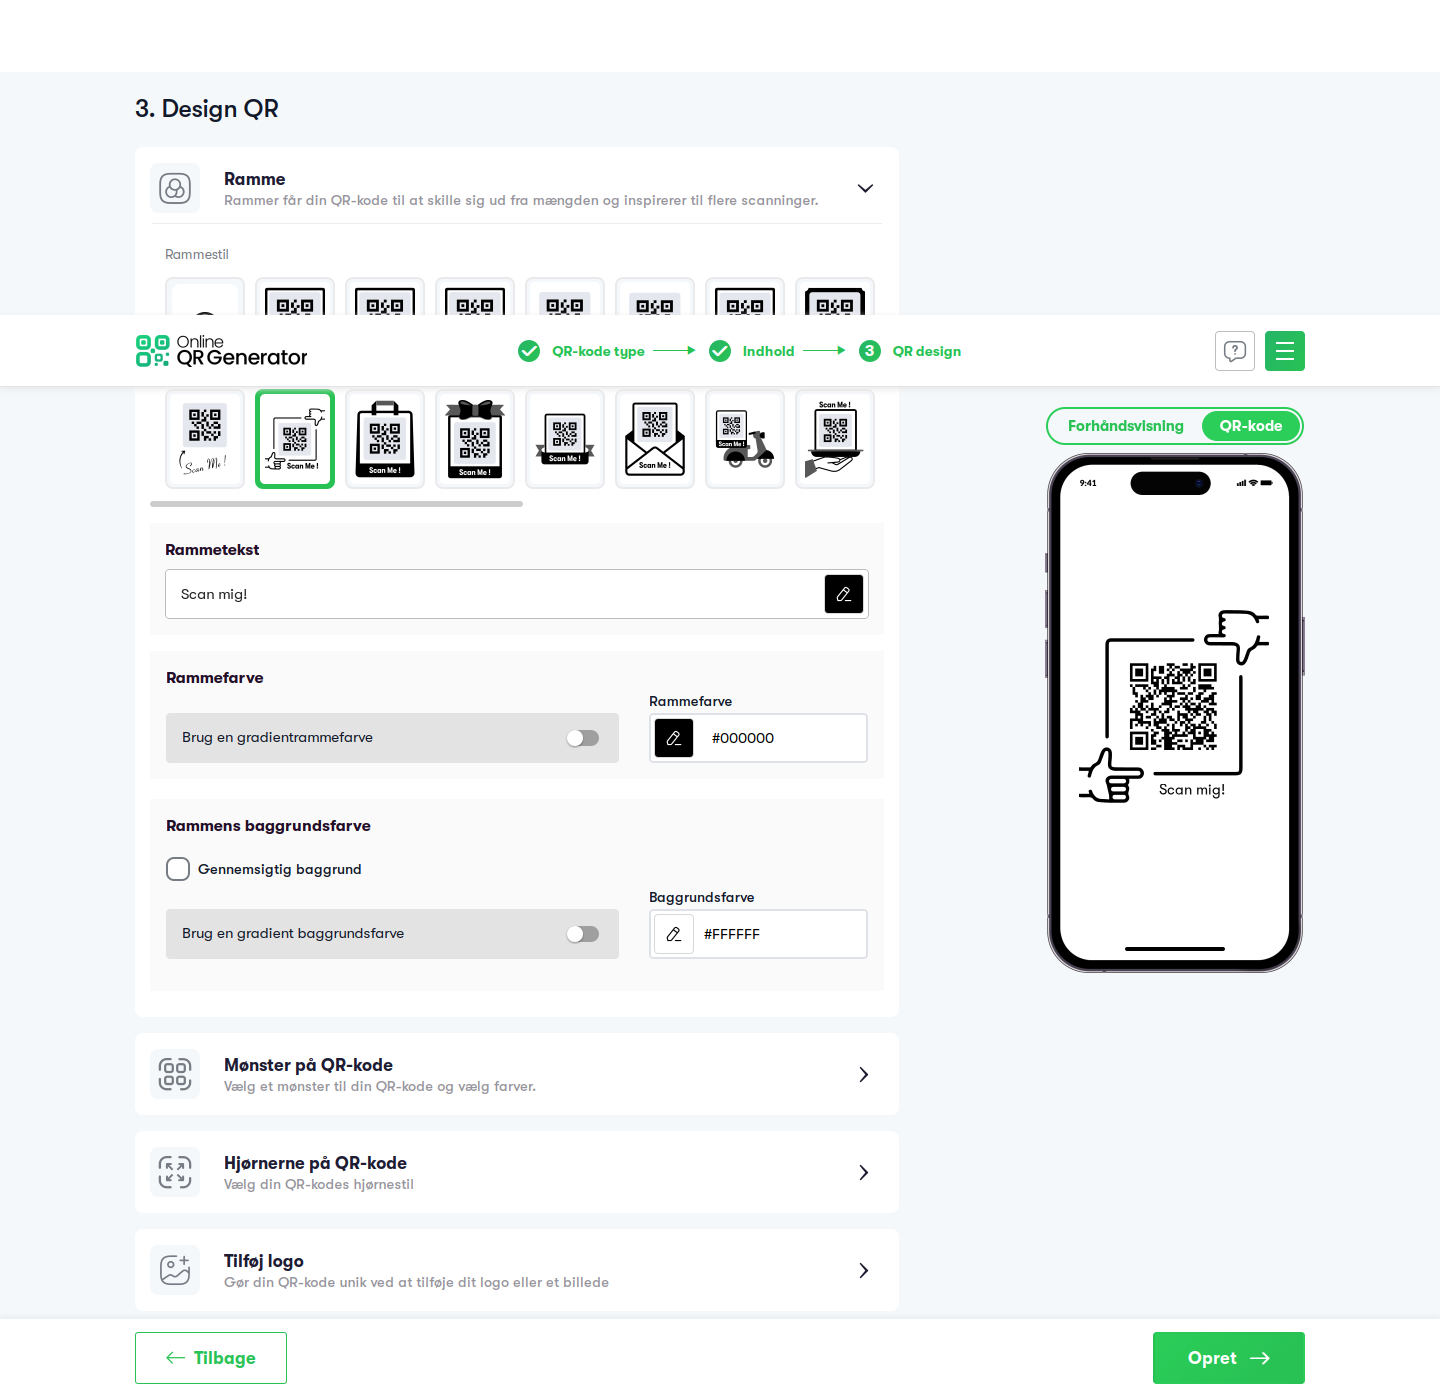 3. Design QR
Ramme
Rammer får din QR-kode til at skille sig ud fra mængden og inspirerer til flere scanninger.
Rammestil
Online
QR Generator
QR-kode type
Indhold
3
QR design
Scan Me !
Scan Me !
Scan Me !
Scan Me !
Scan Me !
Scan Me !
Scan Me !
Scan Me !
Forhåndsvisning
QR-kode
9:41
Rammetekst
Scan mig!
Rammefarve
Rammefarve
Brug en gradientrammefarve
#000000
Scan mig!
Rammens baggrundsfarve
Gennemsigtig baggrund
Baggrundsfarve
Brug en gradient baggrundsfarve
#FFFFFF
Mønster på QR-kode
Vælg et mønster til din QR-kode og vælg farver.
Hjørnerne på QR-kode
Vælg din QR-kodes hjørnestil
Tilføj logo
Gør din QR-kode unik ved at tilføje dit logo eller et billede
Tilbage
Opret